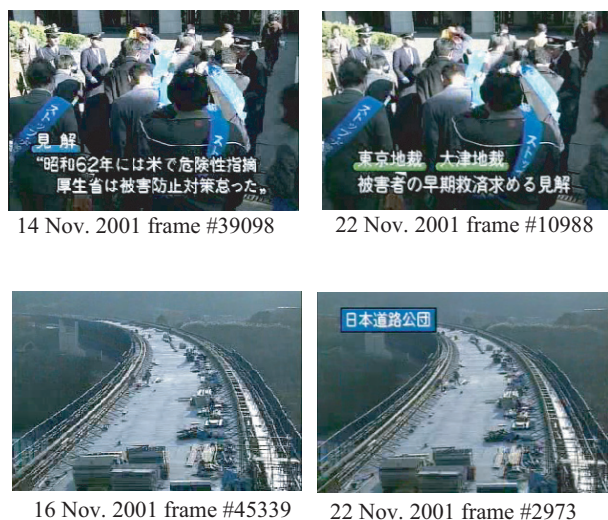 見解
“昭和62年には米で危険性指摘
厚生省は被害防止対策怠った„
14 Nov. 2001 frame #39098
東京地裁 大津地裁
被害者の早期救済求める見解
22 Nov. 2001 frame #10988
16 Nov. 2001 frame #45339
日本道路公団
22 Nov. 2001 frame #2973